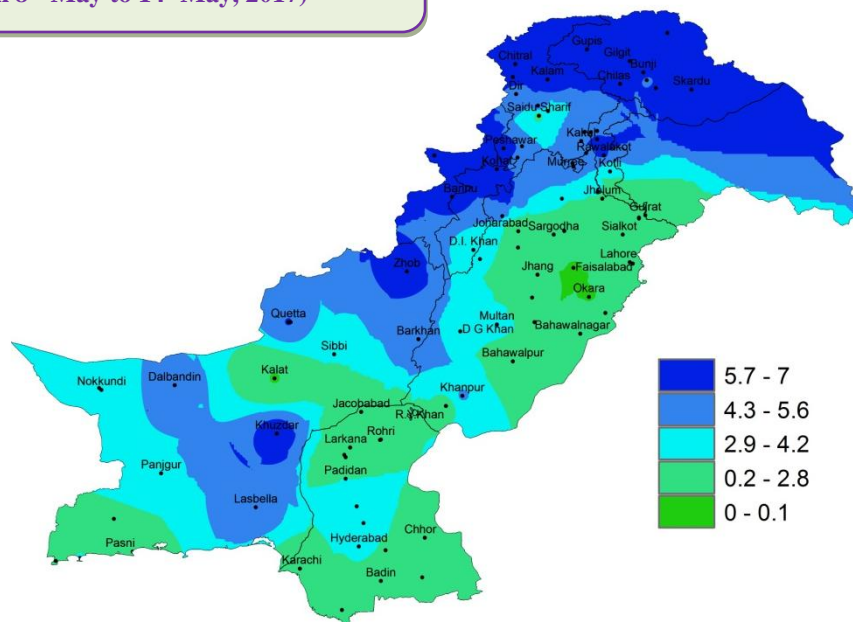 May to 14 May, 2017)
Gupis
Chitral
Gilgit
Bunji
Kalam
Chilas
Skardu
Dir
Saidu Sharif
Kakul
Peshawar
Rawalakot
Kohat
Murree
Kotli
Bannu
Jhelum
Gujrat
Joharabad
Sargodha
Sialkot
D.I. Khan
Lahore
Zhob
Jhang
Faisalabad
Okara
Quetta
Multan
D G Khan
Bahawalnagar
Barkhan
Sibbi
Bahawalpur
Kalat
Nokkundi
Dalbandin
Khanpur
Jacobabad
R.Y.Khan
Khuzdar
Rohri
Larkana
Padidan
Panjgur
Lasbella
Chhor
Hyderabad
Pasni
Karachi
Badin
5.7 - 7
4.3 - 5.6
2.9 - 4.2
0.2 - 2.8
0 - 0.1